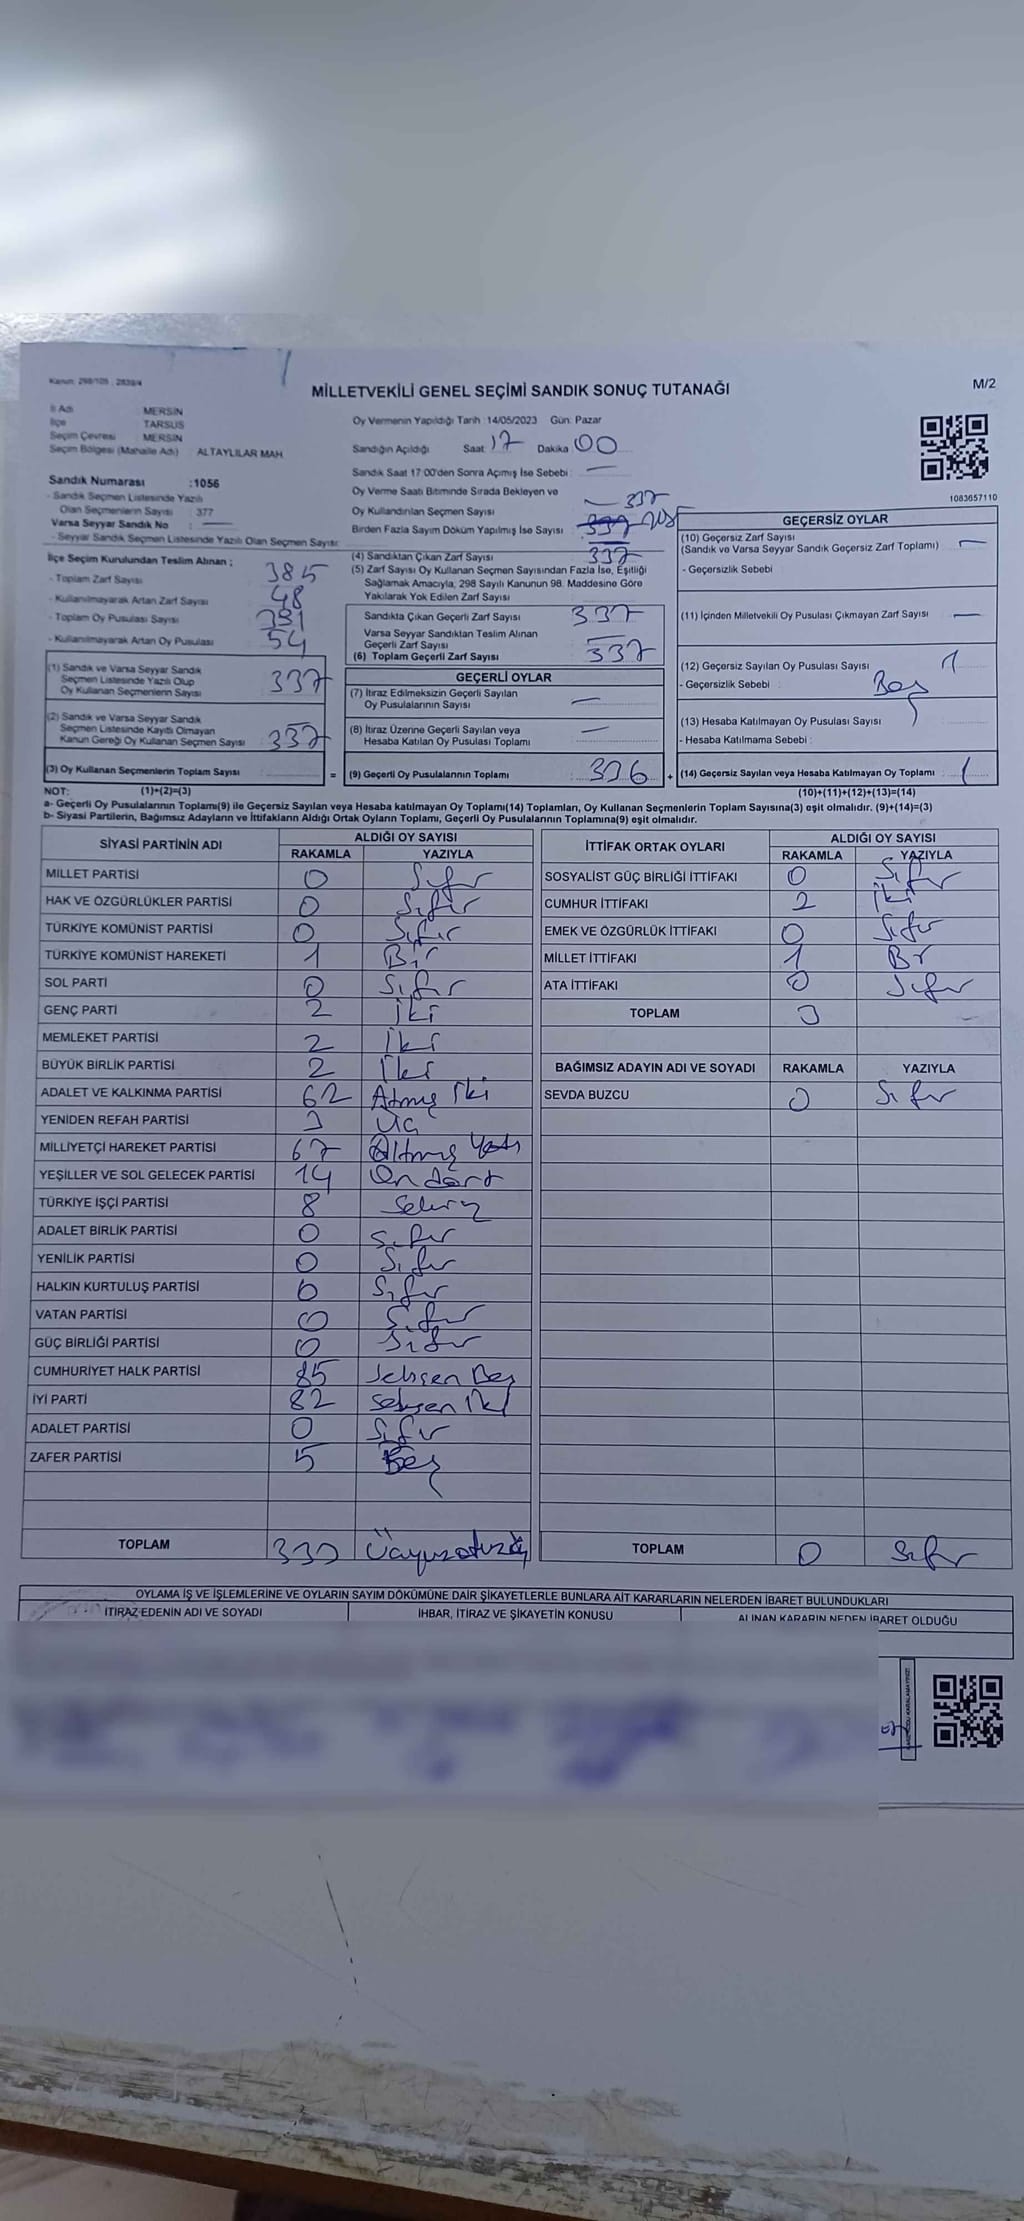 Kanun: 298/105 : 2839/4
MİLLETVEKİLİ GENEL SEÇİMİ SANDIK SONUÇ TUTANAĞI
M/2
İl Adı MERSİN
İlçe TARSUS
Seçim Çevresi MERSİN
Seçim Bölgesi (Mahalle Adı) ALTAYLILAR MAH
Sandık Numarası :1056
- Sandık Seçmen Listesinde Yazılı
Olan Seçmenlerin Sayısı : 377
Varsa Seyyar Sandık No : —
- Seyyar Sandık Seçmen Listesinde Yazılı Olan Seçmen Sayısı:
İlçe Seçim Kurulundan Teslim Alınan ;
- Toplam Zarf Sayısı 385
- Kullanılmayarak Artan Zarf Sayısı 48
- Toplam Oy Pusulası Sayısı 391
- Kullanılmayarak Artan Oy Pusulası 54
(1) Sandık ve Varsa Seyyar Sandık
Seçmen Listesinde Yazılı Olup
Oy Kullanan Seçmenlerin Sayısı 337
(2) Sandık ve Varsa Seyyar Sandık
Seçmen Listesinde Kayıtlı Olmayan
Kanun Gereği Oy Kullanan Seçmen Sayısı 337
(3) Oy Kullanan Seçmenlerin Toplam Sayısı
=
Oy Vermenin Yapıldığı Tarih : 14/05/2023 Gün: Pazar
Sandığın Açıldığı Saat 17 Dakika 00
Sandık Saat 17:00'den Sonra Açımış İse Sebebi : —
Oy Verme Saati Bitiminde Sırada Bekleyen ve
Oy Kullandırılan Seçmen Sayısı — 337
Birden Fazla Sayım Döküm Yapılmış İse Sayısı 337
(4) Sandıktan Çıkan Zarf Sayısı 337
(5) Zarf Sayısı Oy Kullanan Seçmen Sayısından Fazla İse, Eşitliği
Sağlamak Amacıyla, 298 Sayılı Kanunun 98. Maddesine Göre
Yakılarak Yok Edilen Zarf Sayısı
Sandıkta Çıkan Geçerli Zarf Sayısı 337
Varsa Seyyar Sandıktan Teslim Alınan
Geçerli Zarf Sayısı —
(6) Toplam Geçerli Zarf Sayısı 337
GEÇERLİ OYLAR
(7) İtiraz Edilmeksizin Geçerli Sayılan
Oy Pusulalarının Sayısı —
(8) İtiraz Üzerine Geçerli Sayılan veya
Hesaba Katılan Oy Pusulası Toplamı —
(9) Geçerli Oy Pusulalarının Toplamı 336
+
1083657110
GEÇERSİZ OYLAR
(10) Geçersiz Zarf Sayısı
(Sandık ve Varsa Seyyar Sandık Geçersiz Zarf Toplamı) —
- Geçersizlik Sebebi
(11) İçinden Milletvekili Oy Pusulası Çıkmayan Zarf Sayısı —
(12) Geçersiz Sayılan Oy Pusulası Sayısı 1
- Geçersizlik Sebebi : Boş
(13) Hesaba Katılmayan Oy Pusulası Sayısı
- Hesaba Katılmama Sebebi :
(14) Geçersiz Sayılan veya Hesaba Katılmayan Oy Toplamı : 1
NOT: (1)+(2)=(3) (10)+(11)+(12)+(13)=(14)
a- Geçerli Oy Pusulalarının Toplamı(9) ile Geçersiz Sayılan veya Hesaba katılmayan Oy Toplamı(14) Toplamları, Oy Kullanan Seçmenlerin Toplam Sayısına(3) eşit olmalıdır. (9)+(14)=(3)
b- Siyasi Partilerin, Bağımsız Adayların ve İttifakların Aldığı Ortak Oyların Toplamı, Geçerli Oy Pusulalarının Toplamına(9) eşit olmalıdır.
SİYASİ PARTİNİN ADI ALDIĞI OY SAYISI
RAKAMLA YAZIYLA
MİLLET PARTİSİ 0 Sıfır
HAK VE ÖZGÜRLÜKLER PARTİSİ 0 Sıfır
TÜRKİYE KOMÜNİST PARTİSİ 0 Sıfır
TÜRKİYE KOMÜNİST HAREKETİ 1 Bir
SOL PARTİ 0 Sıfır
GENÇ PARTİ 2 İki
MEMLEKET PARTİSİ 2 İki
BÜYÜK BİRLİK PARTİSİ 2 İki
ADALET VE KALKINMA PARTİSİ 62 Atmış İki
YENİDEN REFAH PARTİSİ 3 Üç
MİLLİYETÇİ HAREKET PARTİSİ 67 Altmış Yedi
YEŞİLLER VE SOL GELECEK PARTİSİ 14 On dört
TÜRKİYE İŞÇİ PARTİSİ 8 Sekiz
ADALET BİRLİK PARTİSİ 0 Sıfır
YENİLİK PARTİSİ 0 Sıfır
HALKIN KURTULUŞ PARTİSİ 0 Sıfır
VATAN PARTİSİ 0 Sıfır
GÜÇ BİRLİĞİ PARTİSİ 0 Sıfır
CUMHURİYET HALK PARTİSİ 85 Seksen Beş
İYİ PARTİ 82 Seksen İki
ADALET PARTİSİ 0 Sıfır
ZAFER PARTİSİ 5 Beş
TOPLAM 333 Üçyüzotuzüç
İTTİFAK ORTAK OYLARI ALDIĞI OY SAYISI
RAKAMLA YAZIYLA
SOSYALİST GÜÇ BİRLİĞİ İTTİFAKI 0 Sıfır
CUMHUR İTTİFAKI 2 İki
EMEK VE ÖZGÜRLÜK İTTİFAKI 0 Sıfır
MİLLET İTTİFAKI 1 Bir
ATA İTTİFAKI 0 Sıfır
TOPLAM 3
BAĞIMSIZ ADAYIN ADI VE SOYADI RAKAMLA YAZIYLA
SEVDA BUZCU 0 Sıfır
TOPLAM 0 Sıfır
OYLAMA İŞ VE İŞLEMLERİNE VE OYLARIN SAYIM DÖKÜMÜNE DAİR ŞİKAYETLERLE BUNLARA AİT KARARLARIN NELERDEN İBARET BULUNDUKLARI
İTİRAZ EDENİN ADI VE SOYADI İHBAR, İTİRAZ VE ŞİKAYETİN KONUSU ALINAN KARARIN NEDEN İBARET OLDUĞU